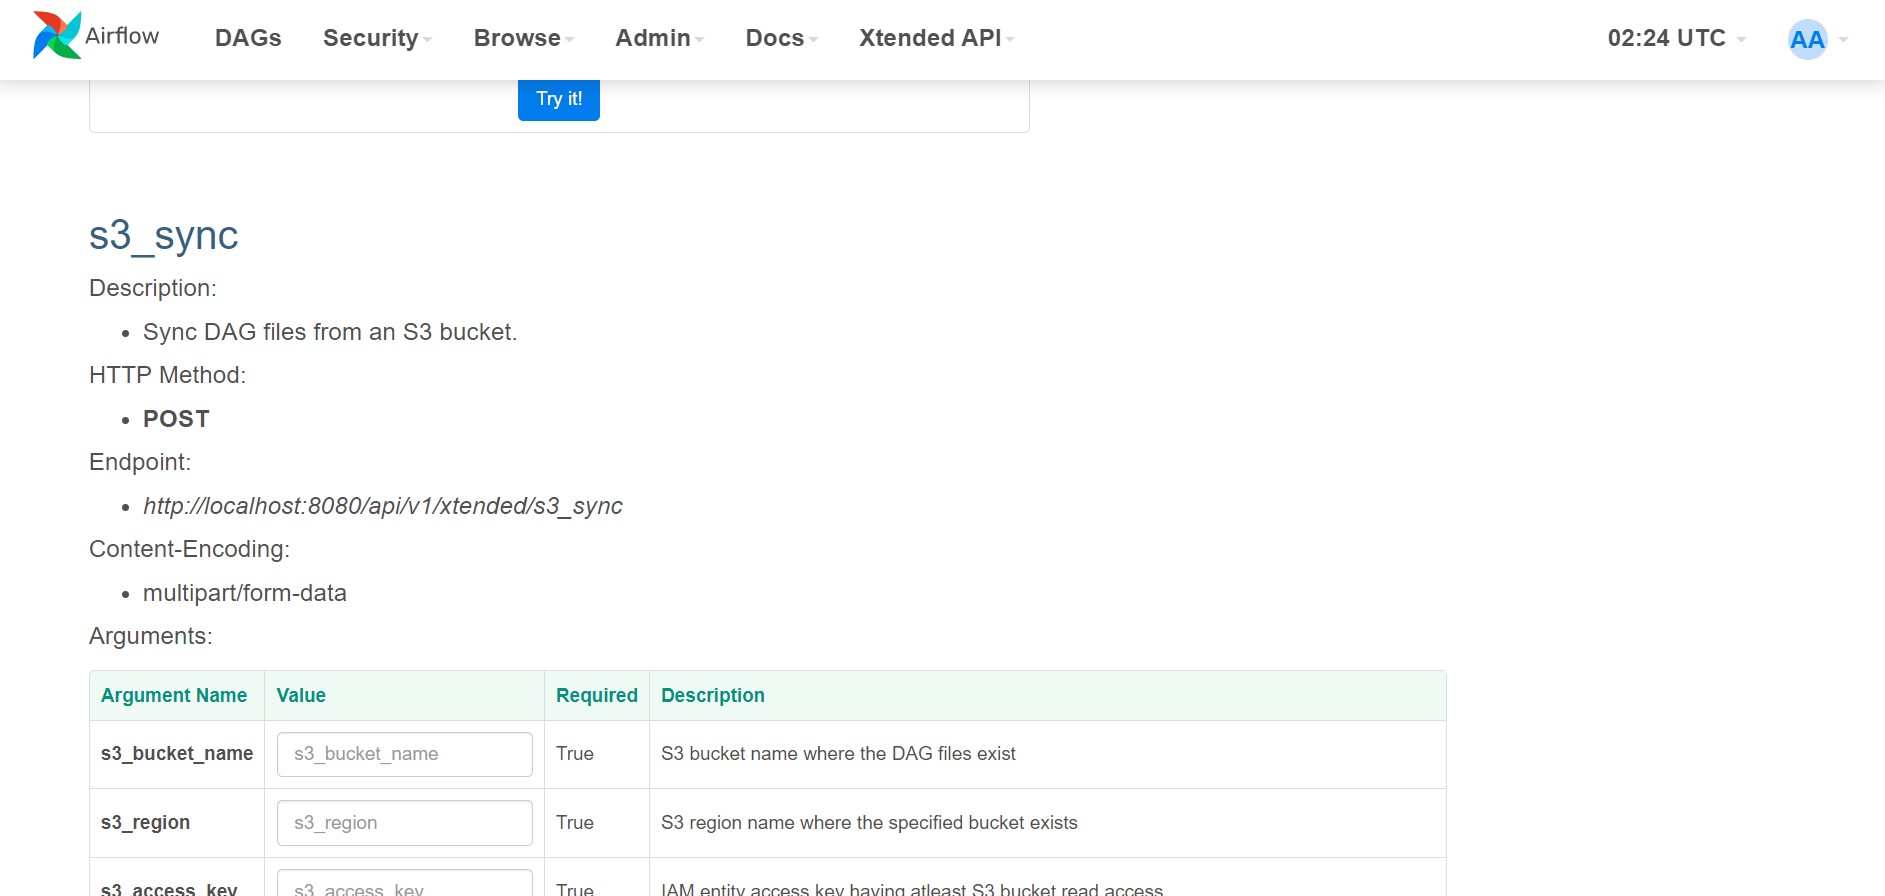 Airflow DAGs Security Browse Admin Docs Xtended API 02:24 UTC AA
Try it!
s3_sync
Description:
Sync DAG files from an S3 bucket.
HTTP Method:
POST
Endpoint:
http://localhost:8080/api/v1/xtended/s3_sync
Content-Encoding:
multipart/form-data
Arguments:
Argument Name Value Required Description
s3_bucket_name s3_bucket_name True S3 bucket name where the DAG files exist
s3_region s3_region True S3 region name where the specified bucket exists
s3_access_key s3_access_key True IAM entity access key having atleast S3 bucket read access